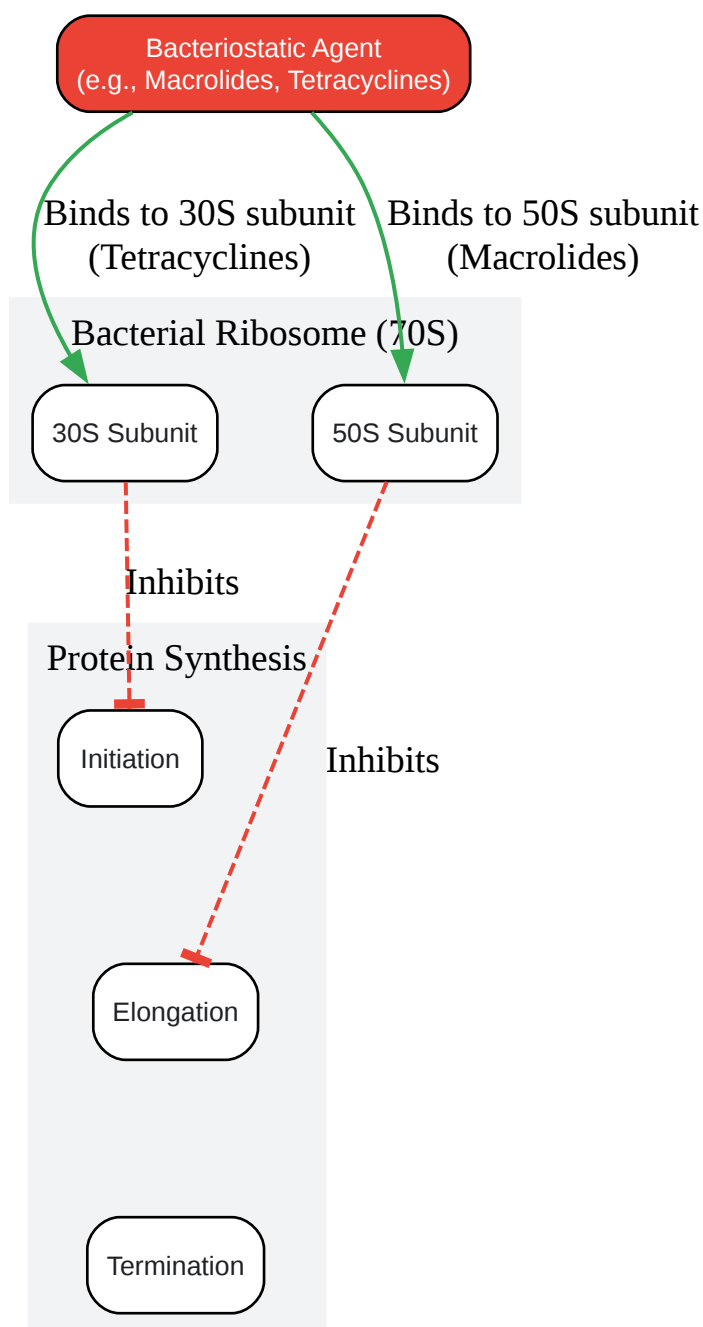 Bacteriostatic Agent
(e.g., Macrolides, Tetracyclines)
Binds to 30S subunit
(Tetracyclines)
Binds to 50S subunit
(Macrolides)
Bacterial Ribosome (70S)
30S Subunit
50S Subunit
Inhibits
Protein Synthesis
Initiation
Inhibits
Elongation
Termination